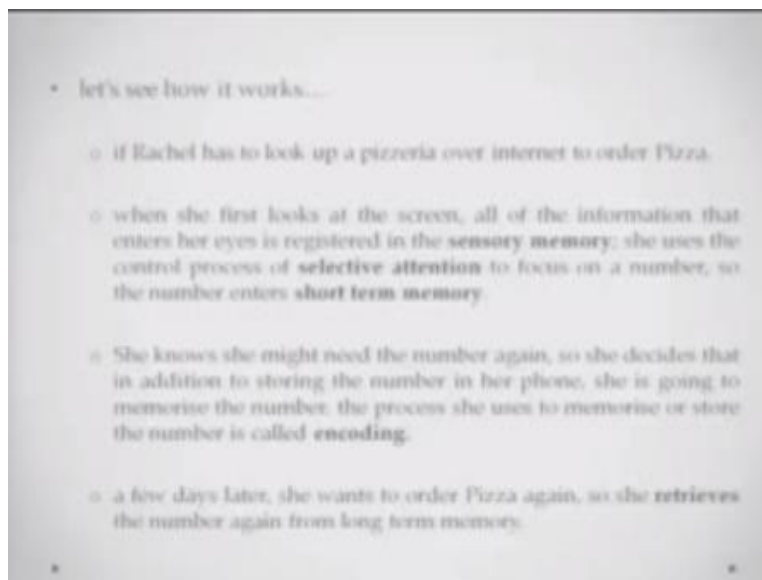 • let's see how it works...
o if Rachel has to look up a pizzeria over internet to order Pizza.
o when she first looks at the screen, all of the information that
enters her eyes is registered in the sensory memory; she uses the
control process of selective attention to focus on a number, so
the number enters short term memory.
o She knows she might need the number again, so she decides that
in addition to storing the number in her phone, she is going to
memorise the number. the process she uses to memorise or store
the number is called encoding.
o a few days later, she wants to order Pizza again, so she retrieves
the number again from long term memory.